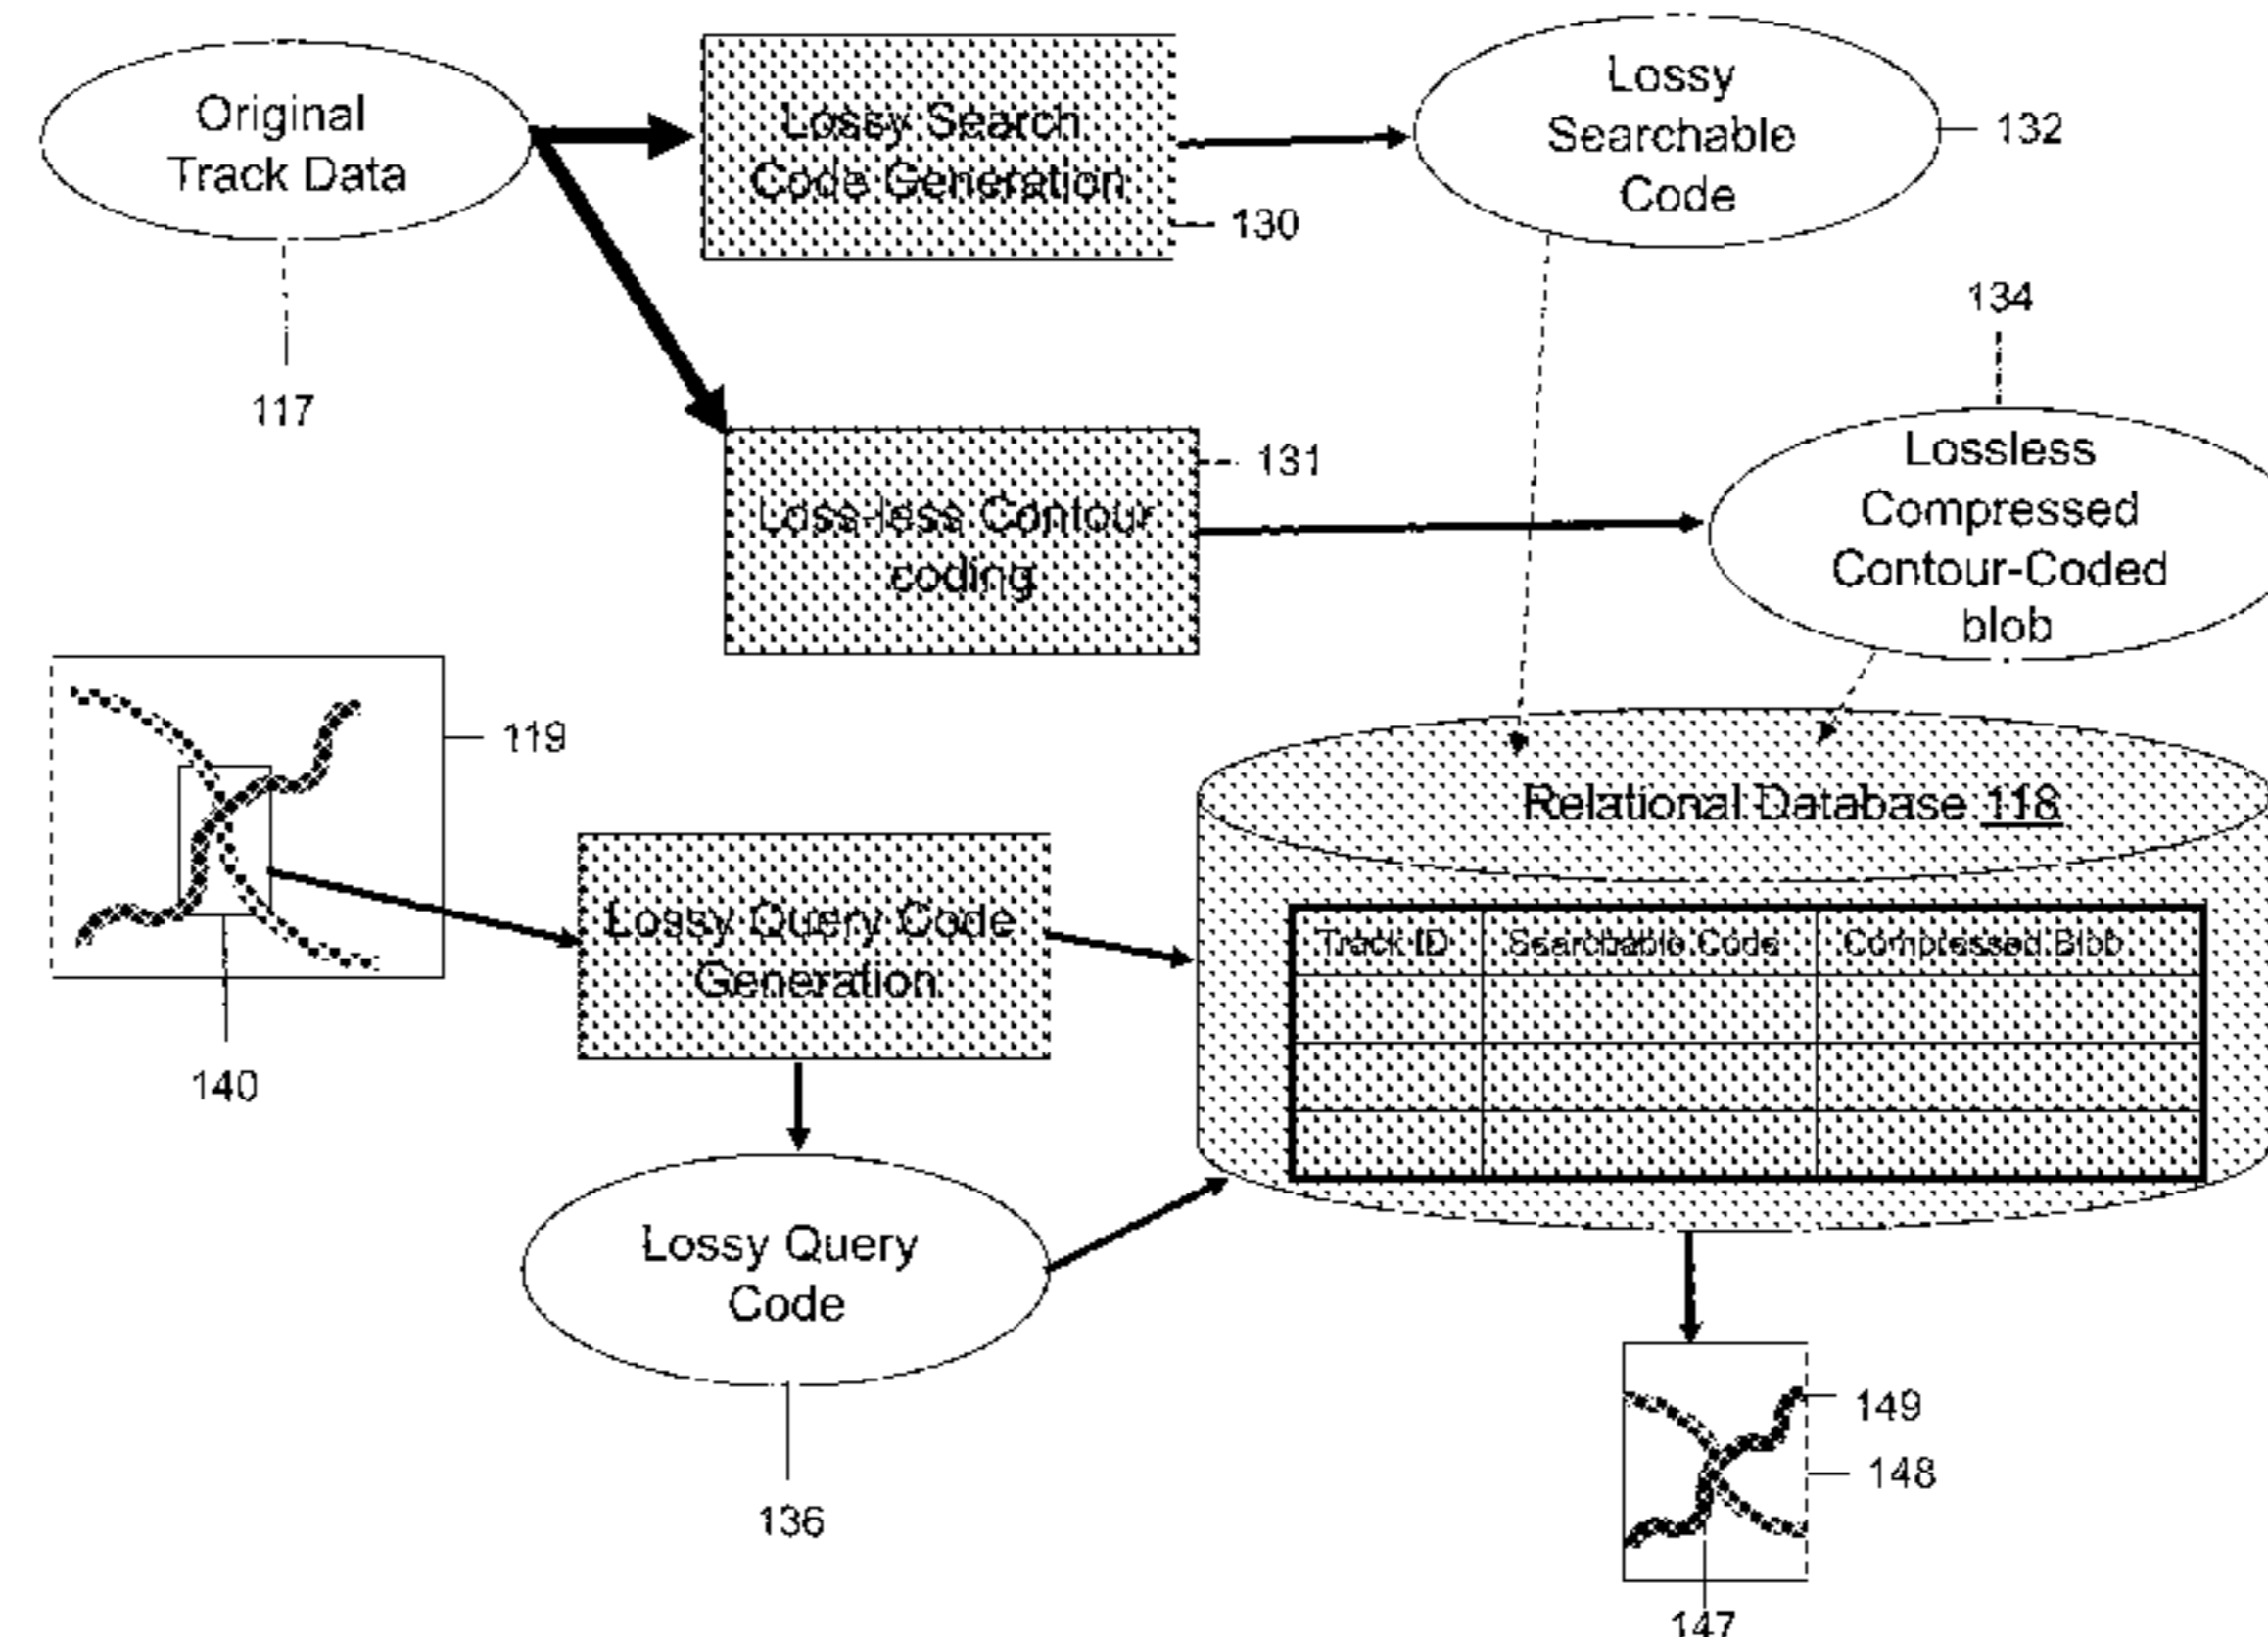 Original
Track Data
117
Lossy Search
Code Generation
130
Lossy
Searchable
Code
132
134
Loss-less Contour
coding
131
Lossless
Compressed
Contour-Coded
blob
119
140
Lossy Query Code
Generation
Relational Database 118
Track ID Searchable Code Compressed Blob
Lossy Query
Code
136
149
148
147